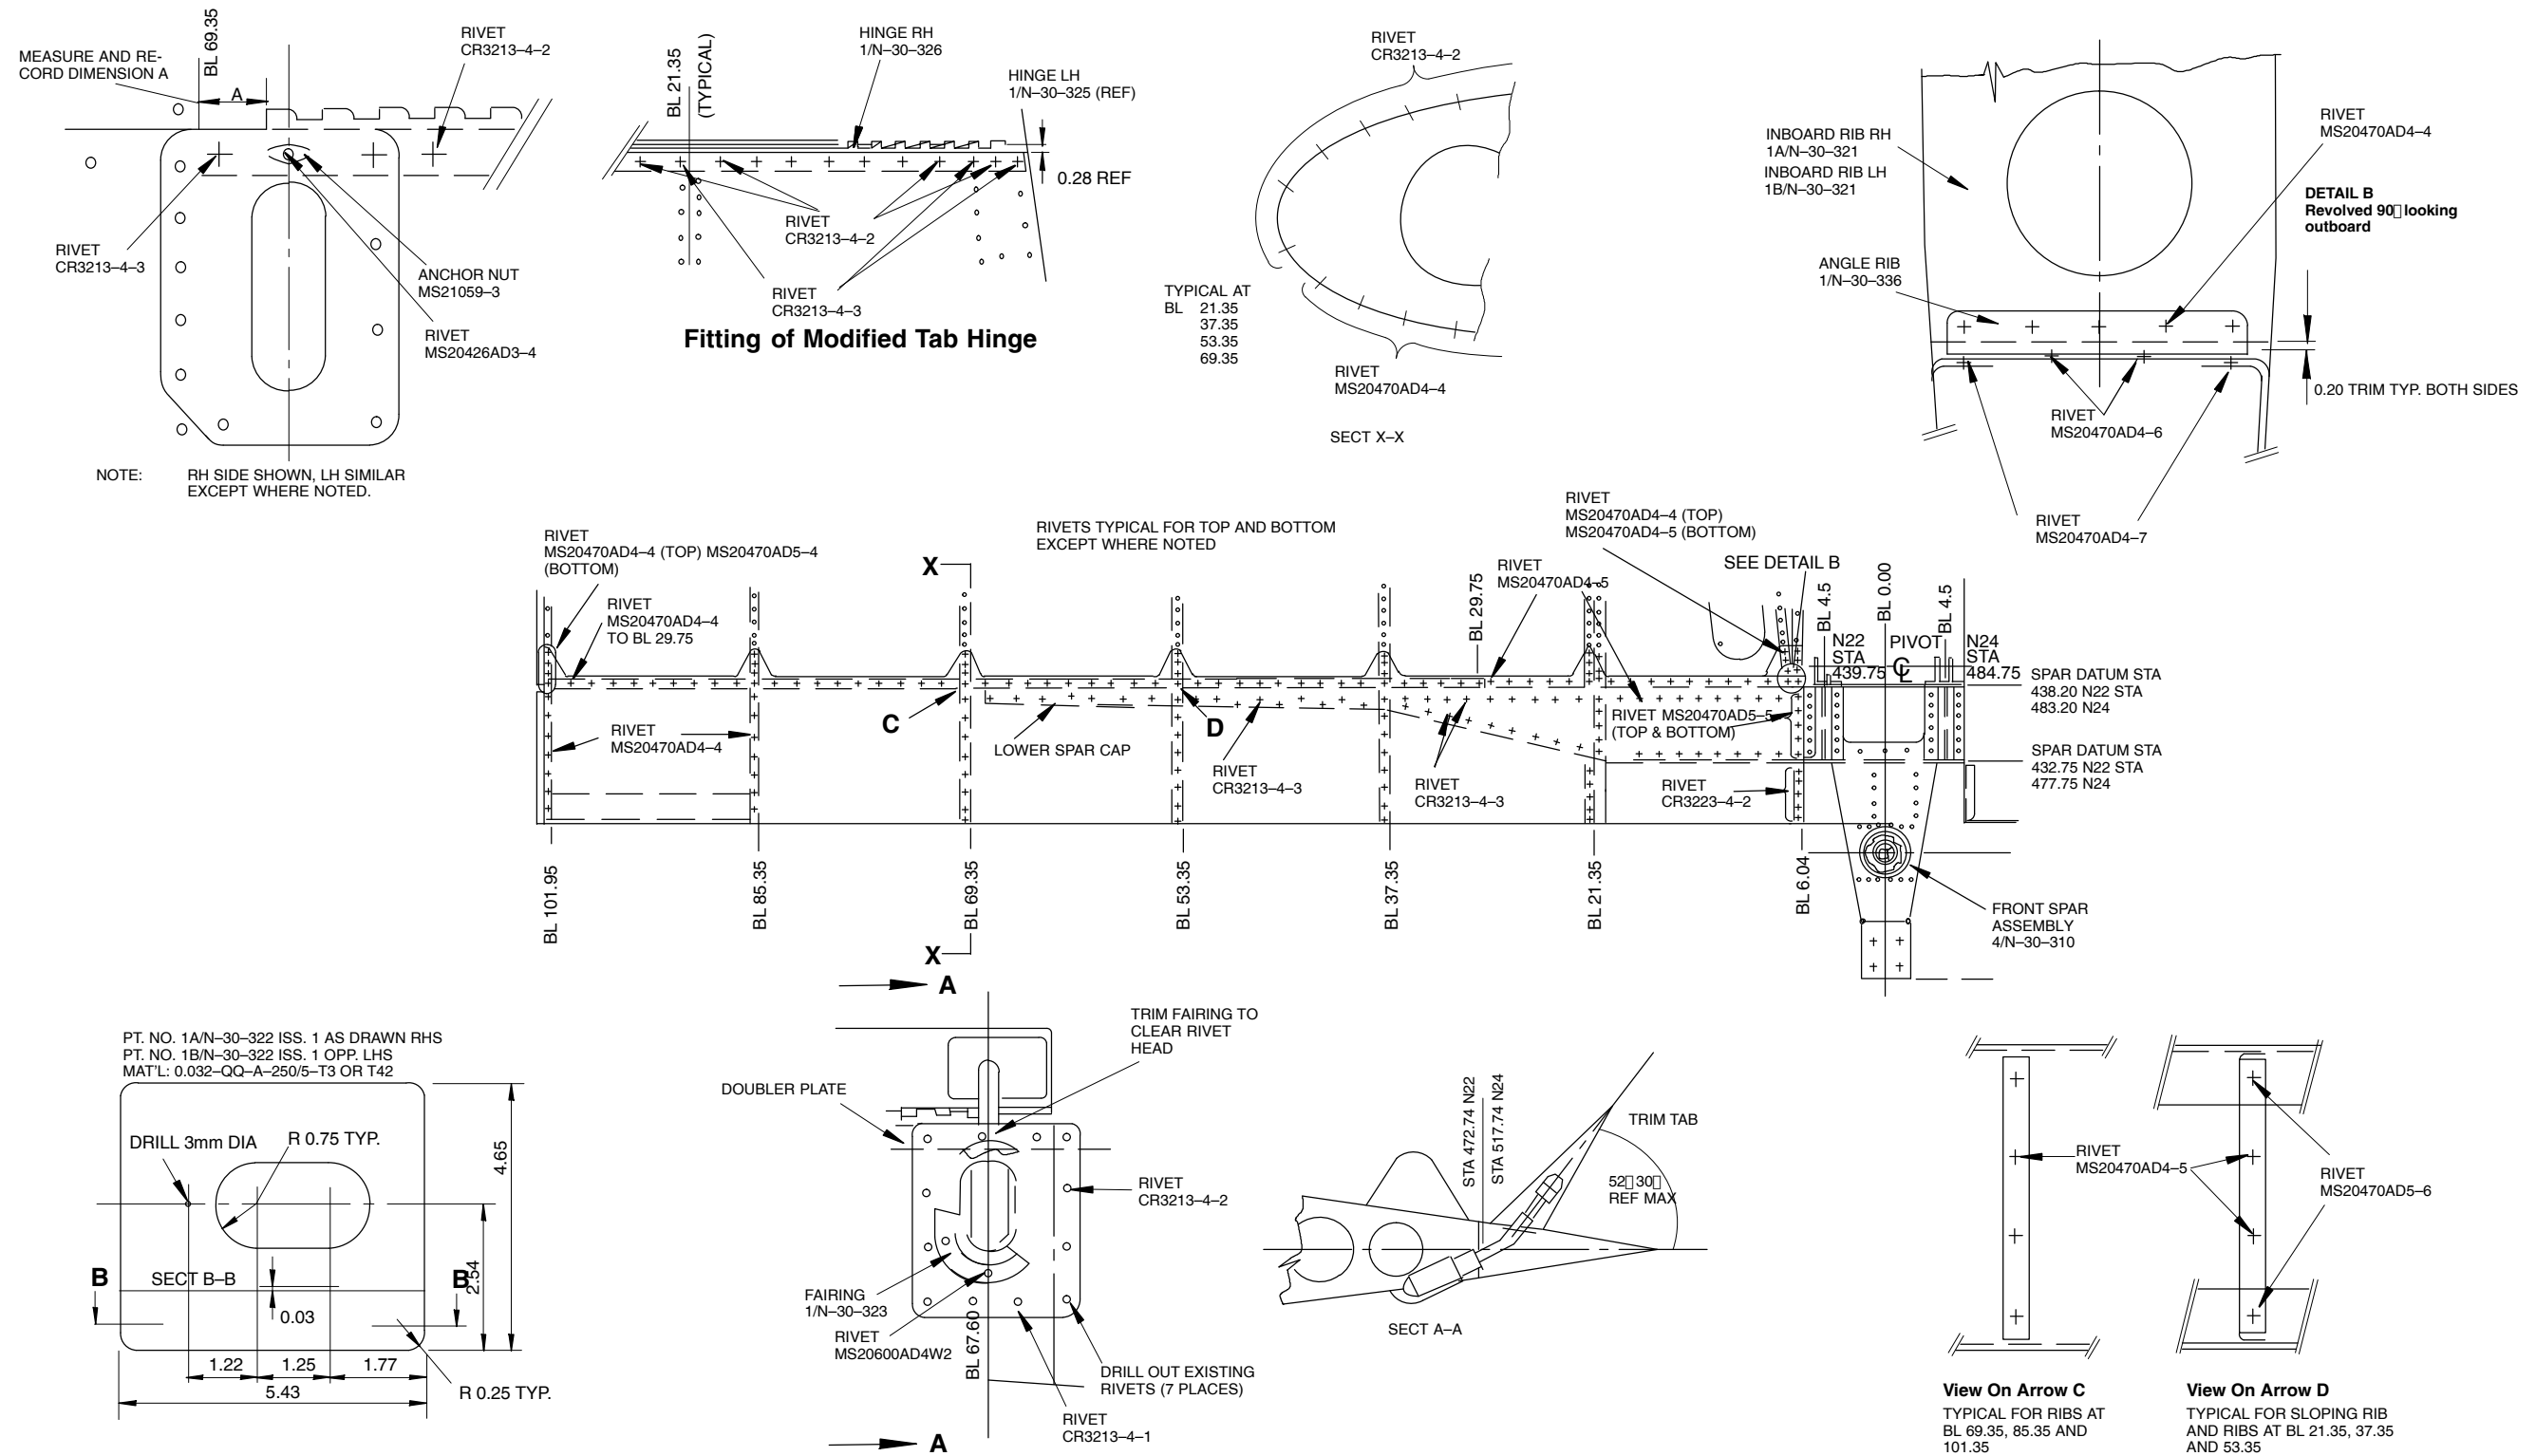 MEASURE AND RE-
CORD DIMENSION A
BL 69.35
A
RIVET
CR3213–4–2
RIVET
CR3213–4–3
ANCHOR NUT
MS21059–3
RIVET
MS20426AD3–4
NOTE: RH SIDE SHOWN, LH SIMILAR
EXCEPT WHERE NOTED.
BL 21.35
(TYPICAL)
HINGE RH
1/N–30–326
HINGE LH
1/N–30–325 (REF)
0.28 REF
RIVET
CR3213–4–2
RIVET
CR3213–4–3
Fitting of Modified Tab Hinge
RIVET
CR3213–4–2
TYPICAL AT
BL 21.35
37.35
53.35
69.35
RIVET
MS20470AD4–4
SECT X–X
INBOARD RIB RH
1A/N–30–321
INBOARD RIB LH
1B/N–30–321
ANGLE RIB
1/N–30–336
RIVET
MS20470AD4–4
DETAIL B
Revolved 90▯ looking
outboard
0.20 TRIM TYP. BOTH SIDES
RIVET
MS20470AD4–6
RIVET
MS20470AD4–7
RIVET
MS20470AD4–4 (TOP) MS20470AD5–4
(BOTTOM)
RIVET
MS20470AD4–4
TO BL 29.75
RIVETS TYPICAL FOR TOP AND BOTTOM
EXCEPT WHERE NOTED
X
RIVET
MS20470AD4–4 (TOP)
MS20470AD4–5 (BOTTOM)
RIVET
MS20470AD4–5
BL 29.75
SEE DETAIL B
BL 4.5
BL 0.00
BL 4.5
N22
STA
439.75
PIVOT
CL
N24
STA
484.75
SPAR DATUM STA
438.20 N22 STA
483.20 N24
SPAR DATUM STA
432.75 N22 STA
477.75 N24
RIVET
MS20470AD4–4
C
LOWER SPAR CAP
D
RIVET
CR3213–4–3
RIVET
CR3213–4–3
RIVET MS20470AD5–5
(TOP & BOTTOM)
RIVET
CR3223–4–2
BL 101.95
BL 85.35
BL 69.35
BL 53.35
BL 37.35
BL 21.35
BL 6.04
X
FRONT SPAR
ASSEMBLY
4/N–30–310
PT. NO. 1A/N–30–322 ISS. 1 AS DRAWN RHS
PT. NO. 1B/N–30–322 ISS. 1 OPP. LHS
MAT'L: 0.032–QQ–A–250/5–T3 OR T42
DRILL 3mm DIA
R 0.75 TYP.
4.65
2.54
B
SECT B–B
B
0.03
1.22
1.25
1.77
5.43
R 0.25 TYP.
A
TRIM FAIRING TO
CLEAR RIVET
HEAD
DOUBLER PLATE
RIVET
CR3213–4–2
FAIRING
1/N–30–323
RIVET
MS20600AD4W2
BL 67.60
DRILL OUT EXISTING
RIVETS (7 PLACES)
RIVET
CR3213–4–1
A
STA 472.74 N22
STA 517.74 N24
TRIM TAB
52▯30▯
REF MAX
SECT A–A
RIVET
MS20470AD4–5
RIVET
MS20470AD5–6
View On Arrow C
TYPICAL FOR RIBS AT
BL 69.35, 85.35 AND
101.35
View On Arrow D
TYPICAL FOR SLOPING RIB
AND RIBS AT BL 21.35, 37.35
AND 53.35